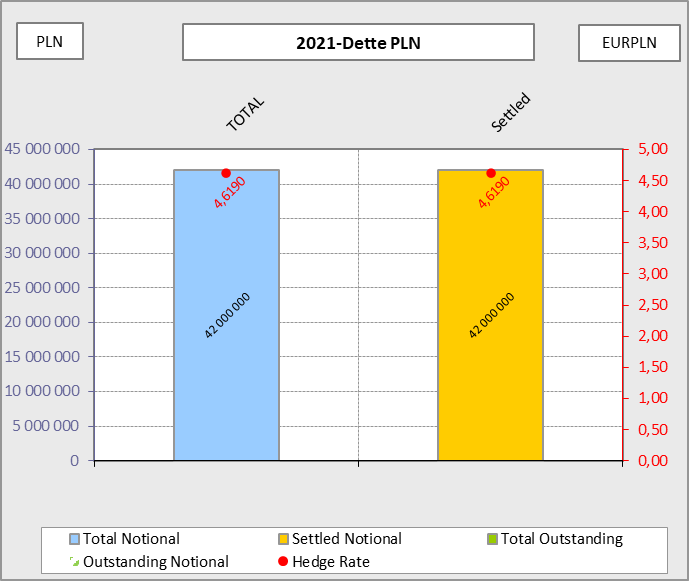 PLN
2021-Dette PLN
EURPLN
TOTAL
Settled
45 000 000
40 000 000
35 000 000
30 000 000
25 000 000
20 000 000
15 000 000
10 000 000
5 000 000
0
4,6190
42 000 000
4,6190
42 000 000
5,00
4,50
4,00
3,50
3,00
2,50
2,00
1,50
1,00
0,50
0,00
Total Notional
Settled Notional
Total Outstanding
Outstanding Notional
Hedge Rate